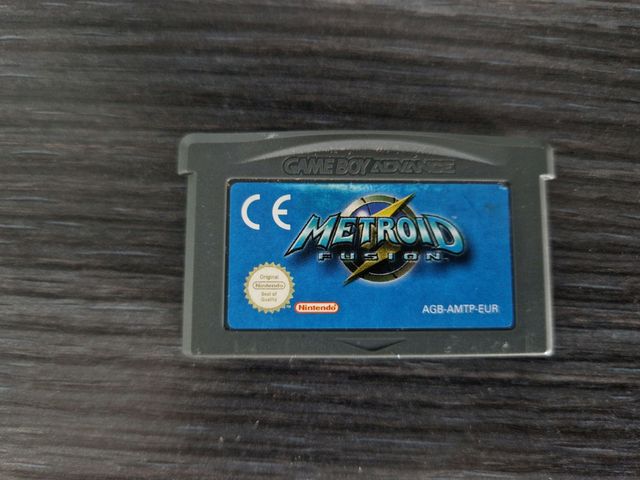 GAME BOY ADVANCE
CE
METROID
FUSION
Original
Nintendo
Seal of
Quality
Nintendo
AGB-AMTP-EUR